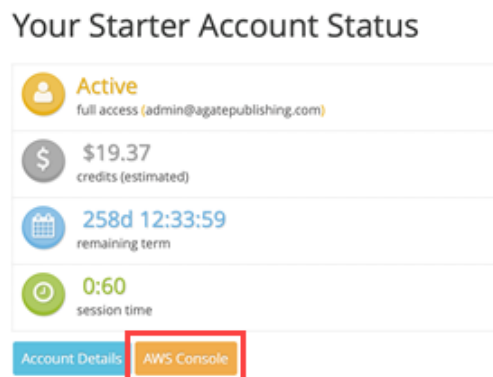 Your Starter Account Status
Active
full access (admin@agatepublishing.com)
$
$19.37
credits (estimated)
258d 12:33:59
remaining term
0:60
session time
Account Details AWS Console